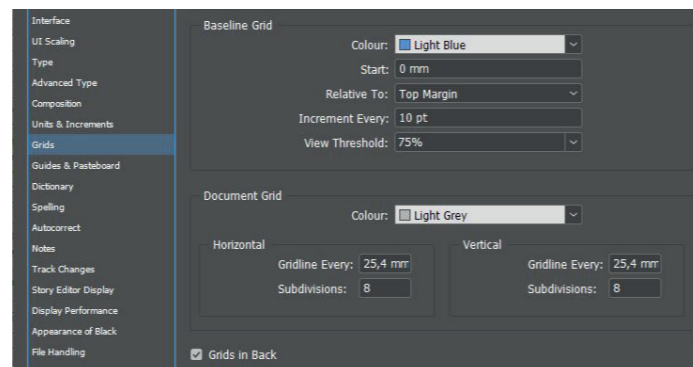 Interface
UI Scaling
Type
Advanced Type
Composition
Units & Increments
Grids
Guides & Pasteboard
Dictionary
Spelling
Autocorrect
Notes
Track Changes
Story Editor Display
Display Performance
Appearance of Black
File Handling
Baseline Grid
Colour: Light Blue
Start: 0 mm
Relative To: Top Margin
Increment Every: 10 pt
View Threshold: 75%
Document Grid
Colour: Light Grey
Horizontal
Gridline Every: 25,4 mm
Subdivisions: 8
Vertical
Gridline Every: 25,4 mm
Subdivisions: 8
Grids in Back